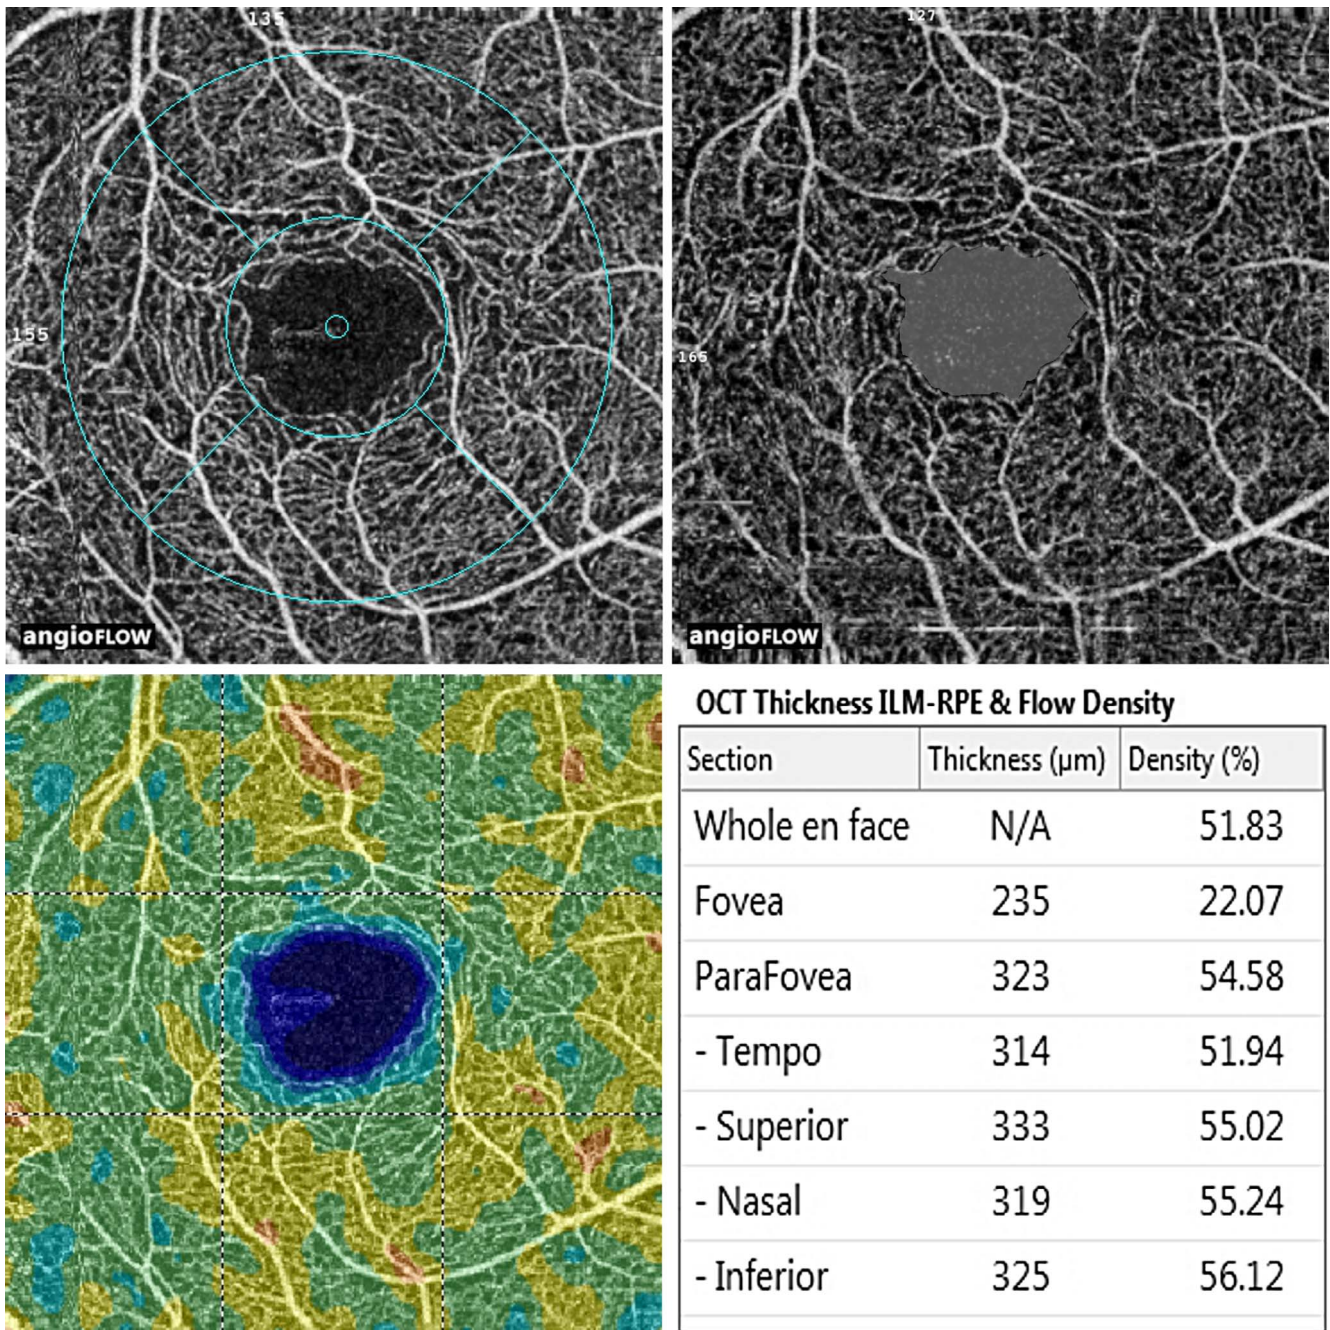 135
155
angioFLOW
127
165
angioFLOW
OCT Thickness ILM-RPE & Flow Density
Section Thickness (µm) Density (%)
Whole en face N/A 51.83
Fovea 235 22.07
ParaFovea 323 54.58
- Tempo 314 51.94
- Superior 333 55.02
- Nasal 319 55.24
- Inferior 325 56.12